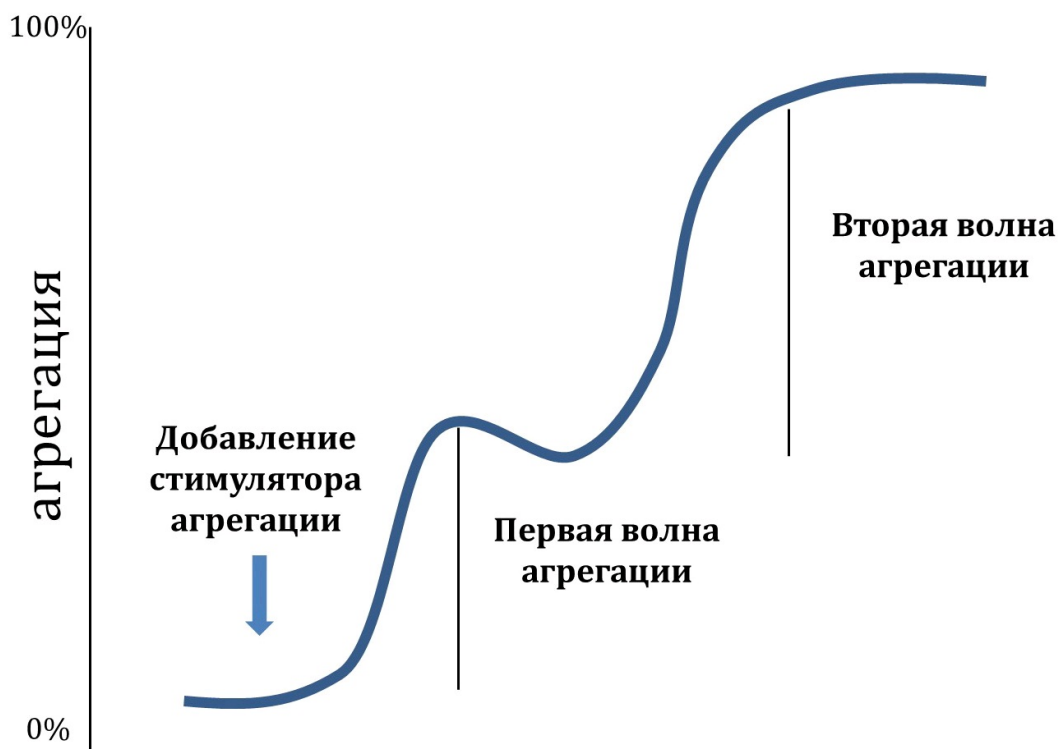 100%
агрегация
Добавление
стимулятора
агрегации
Первая волна
агрегации
Вторая волна
агрегации
0%